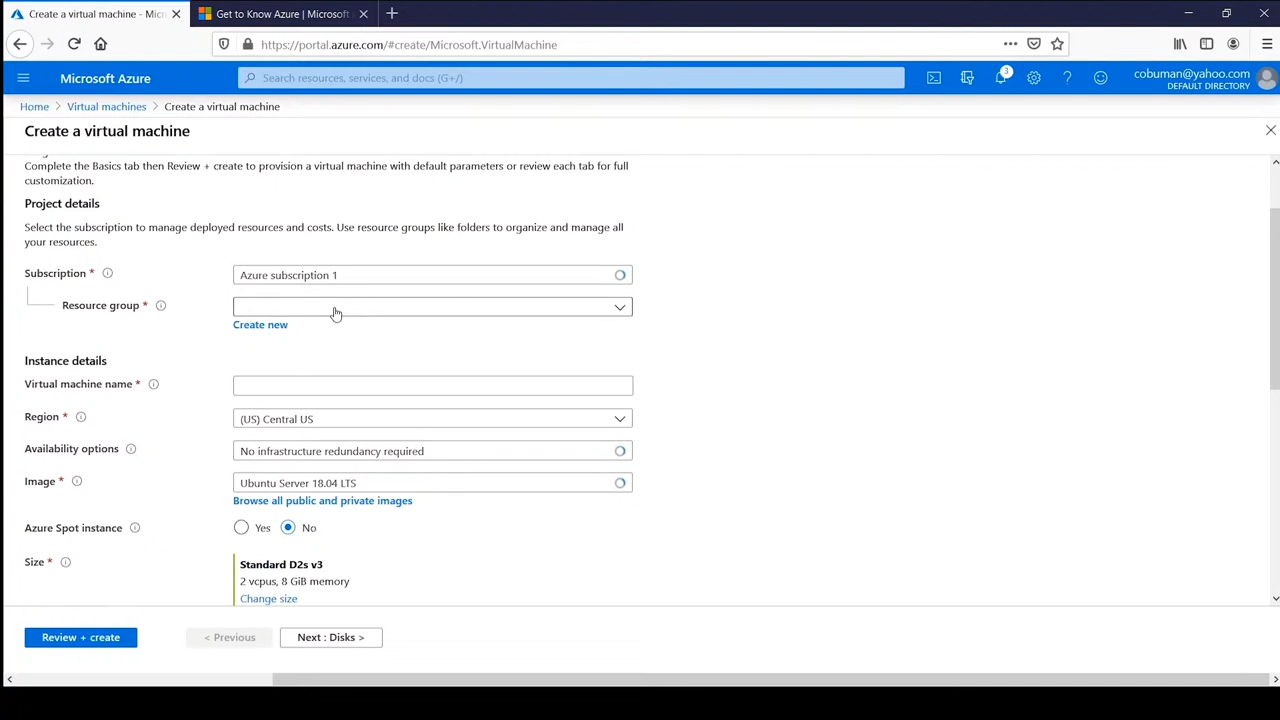 Create a virtual machine - Mic
Get to Know Azure | Microsoft
https://portal.azure.com/#create/Microsoft.VirtualMachine
Microsoft Azure
Search resources, services, and docs (G+/)
3
cobuman@yahoo.com
DEFAULT DIRECTORY
Home > Virtual machines > Create a virtual machine
Create a virtual machine
Complete the Basics tab then Review + create to provision a virtual machine with default parameters or review each tab for full
customization.
Project details
Select the subscription to manage deployed resources and costs. Use resource groups like folders to organize and manage all
your resources.
Subscription *
Azure subscription 1
Resource group *
Create new
Instance details
Virtual machine name *
Region *
(US) Central US
Availability options
No infrastructure redundancy required
Image *
Ubuntu Server 18.04 LTS
Browse all public and private images
Azure Spot instance
Yes No
Size *
Standard D2s v3
2 vcpus, 8 GiB memory
Change size
Review + create
< Previous
Next : Disks >